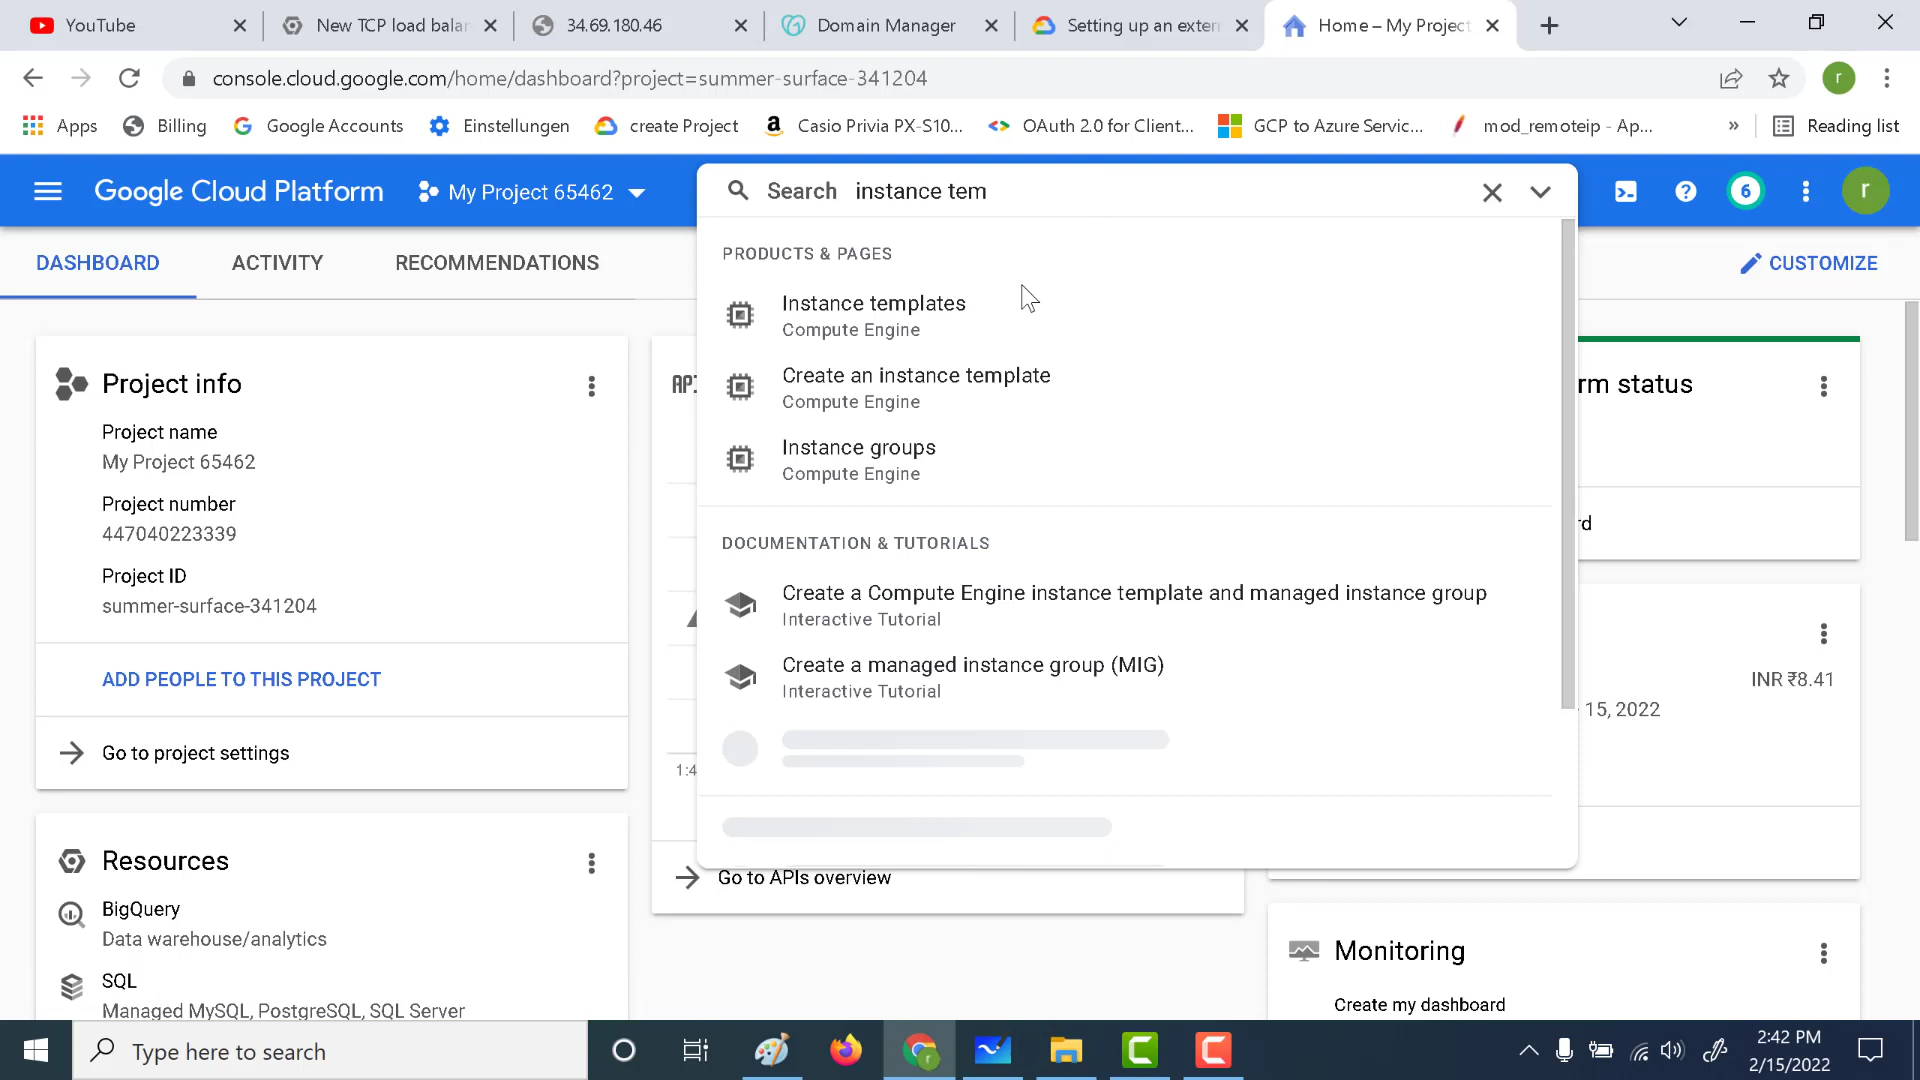 YouTube
New TCP load balar
34.69.180.46
Domain Manager
Setting up an exter
Home – My Project
console.cloud.google.com/home/dashboard?project=summer-surface-341204
r
Apps
Billing
Google Accounts
Einstellungen
create Project
Casio Privia PX-S10...
OAuth 2.0 for Client...
GCP to Azure Servic...
mod_remoteip - Ap...
»
Reading list
Google Cloud Platform
My Project 65462
Search instance tem
6
r
DASHBOARD
ACTIVITY
RECOMMENDATIONS
CUSTOMIZE
PRODUCTS & PAGES
Instance templates
Compute Engine
Create an instance template
Compute Engine
Instance groups
Compute Engine
DOCUMENTATION & TUTORIALS
Create a Compute Engine instance template and managed instance group
Interactive Tutorial
Create a managed instance group (MIG)
Interactive Tutorial
Project info
Project name
My Project 65462
Project number
447040223339
Project ID
summer-surface-341204
ADD PEOPLE TO THIS PROJECT
Go to project settings
API
1:4
Go to APIs overview
rm status
rd
INR ₹8.41
15, 2022
Resources
BigQuery
Data warehouse/analytics
SQL
Managed MySQL, PostgreSQL, SQL Server
Monitoring
Create my dashboard
Type here to search
2:42 PM
2/15/2022